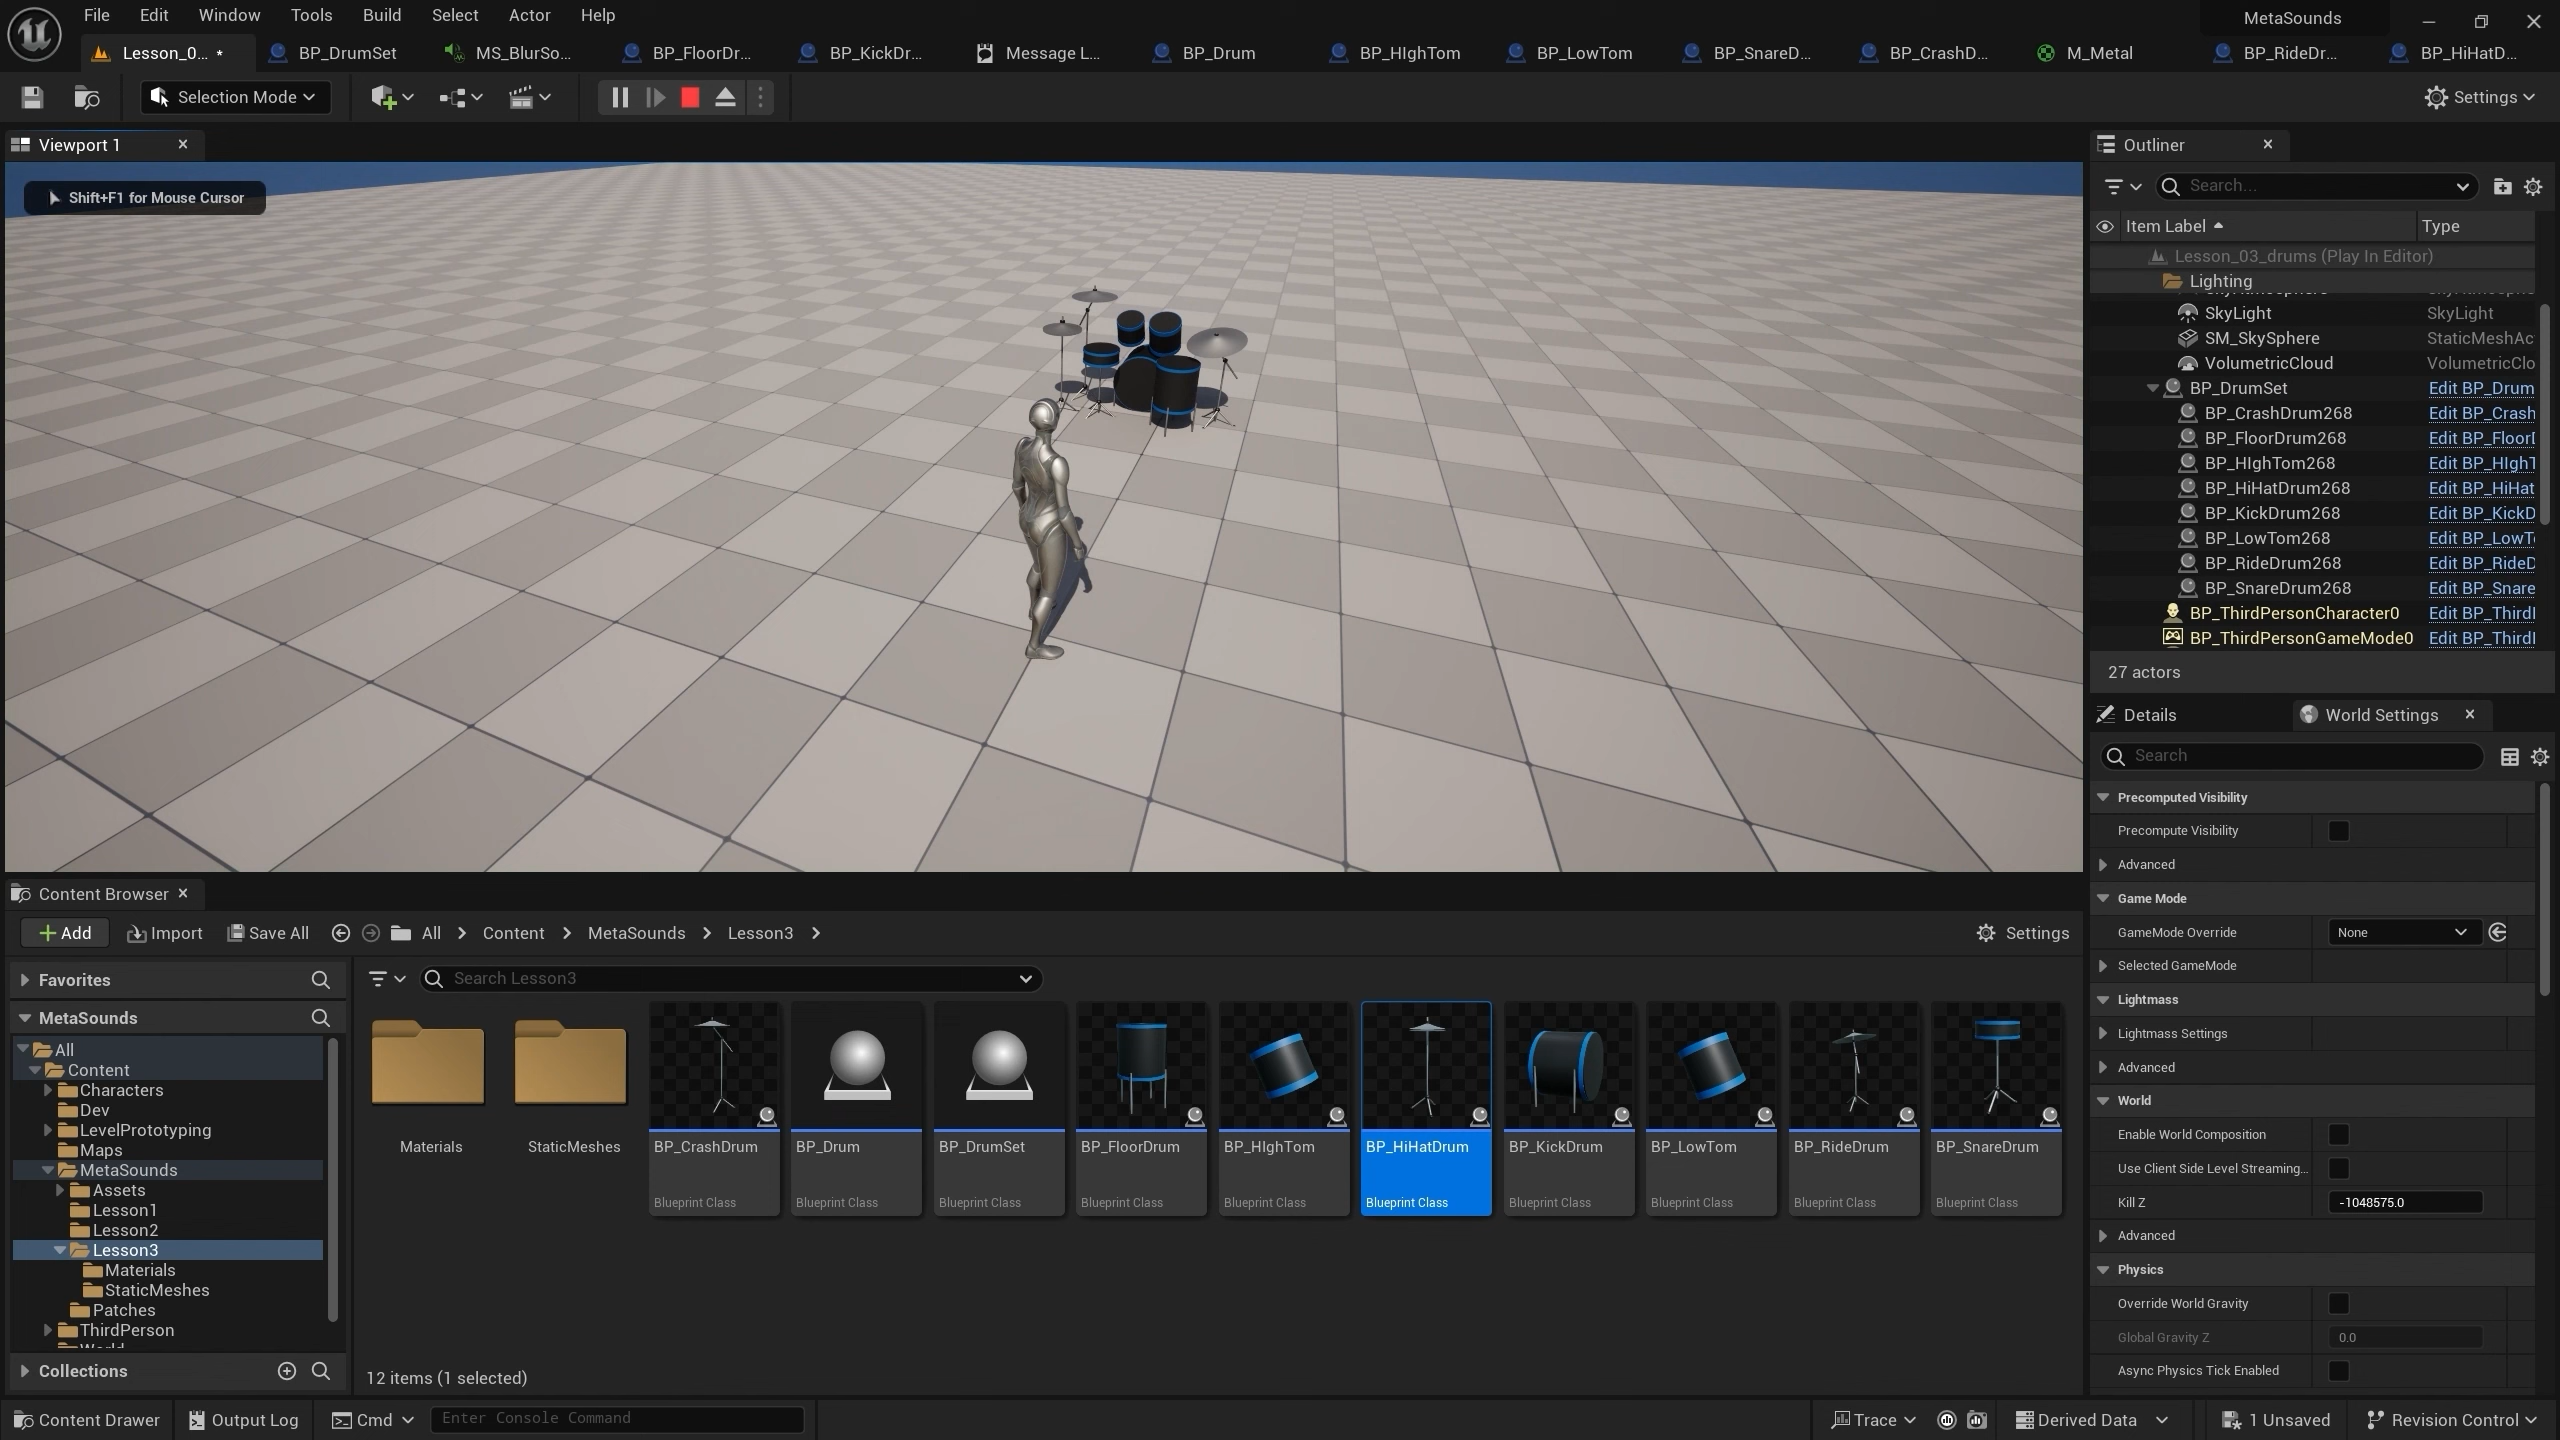 File Edit Window Tools Build Select Actor Help
MetaSounds
Lesson_0... • BP_DrumSet MS_BlurSo... BP_FloorDr... BP_KickDr... Message L... BP_Drum BP_HIghTom BP_LowTom BP_SnareD... BP_CrashD... M_Metal BP_RideDr... BP_HiHatD...
Selection Mode Settings
Viewport 1
Shift+F1 for Mouse Cursor
Outliner
Search...
Item Label Type
Lesson_03_drums (Play In Editor)
Lighting
SkyLight SkyLight
SM_SkySphere StaticMeshAc
VolumetricCloud VolumetricClo
BP_DrumSet Edit BP_Drum
BP_CrashDrum268 Edit BP_Crash
BP_FloorDrum268 Edit BP_Floor
BP_HIghTom268 Edit BP_HIgh
BP_HiHatDrum268 Edit BP_HiHat
BP_KickDrum268 Edit BP_KickD
BP_LowTom268 Edit BP_LowT
BP_RideDrum268 Edit BP_RideD
BP_SnareDrum268 Edit BP_Snare
BP_ThirdPersonCharacter0 Edit BP_Third
BP_ThirdPersonGameMode0 Edit BP_Third
27 actors
Details World Settings
Search
Precomputed Visibility
Precompute Visibility
Advanced
Game Mode
GameMode Override None
Selected GameMode
Lightmass
Lightmass Settings
Advanced
World
Enable World Composition
Use Client Side Level Streaming...
Kill Z -1048575.0
Advanced
Physics
Override World Gravity
Global Gravity Z 0.0
Async Physics Tick Enabled
Content Browser
Add Import Save All All Content MetaSounds Lesson3 Settings
Favorites
Search Lesson3
MetaSounds
All
Content
Characters
Dev
LevelPrototyping
Maps
MetaSounds
Assets
Lesson1
Lesson2
Lesson3
Materials
StaticMeshes
Patches
ThirdPerson
Collections
Materials StaticMeshes BP_CrashDrum BP_Drum BP_DrumSet BP_FloorDrum BP_HIghTom BP_HiHatDrum BP_KickDrum BP_LowTom BP_RideDrum BP_SnareDrum
Blueprint Class Blueprint Class Blueprint Class Blueprint Class Blueprint Class Blueprint Class Blueprint Class Blueprint Class Blueprint Class Blueprint Class
12 items (1 selected)
Content Drawer Output Log Cmd Enter Console Command Trace Derived Data 1 Unsaved Revision Control